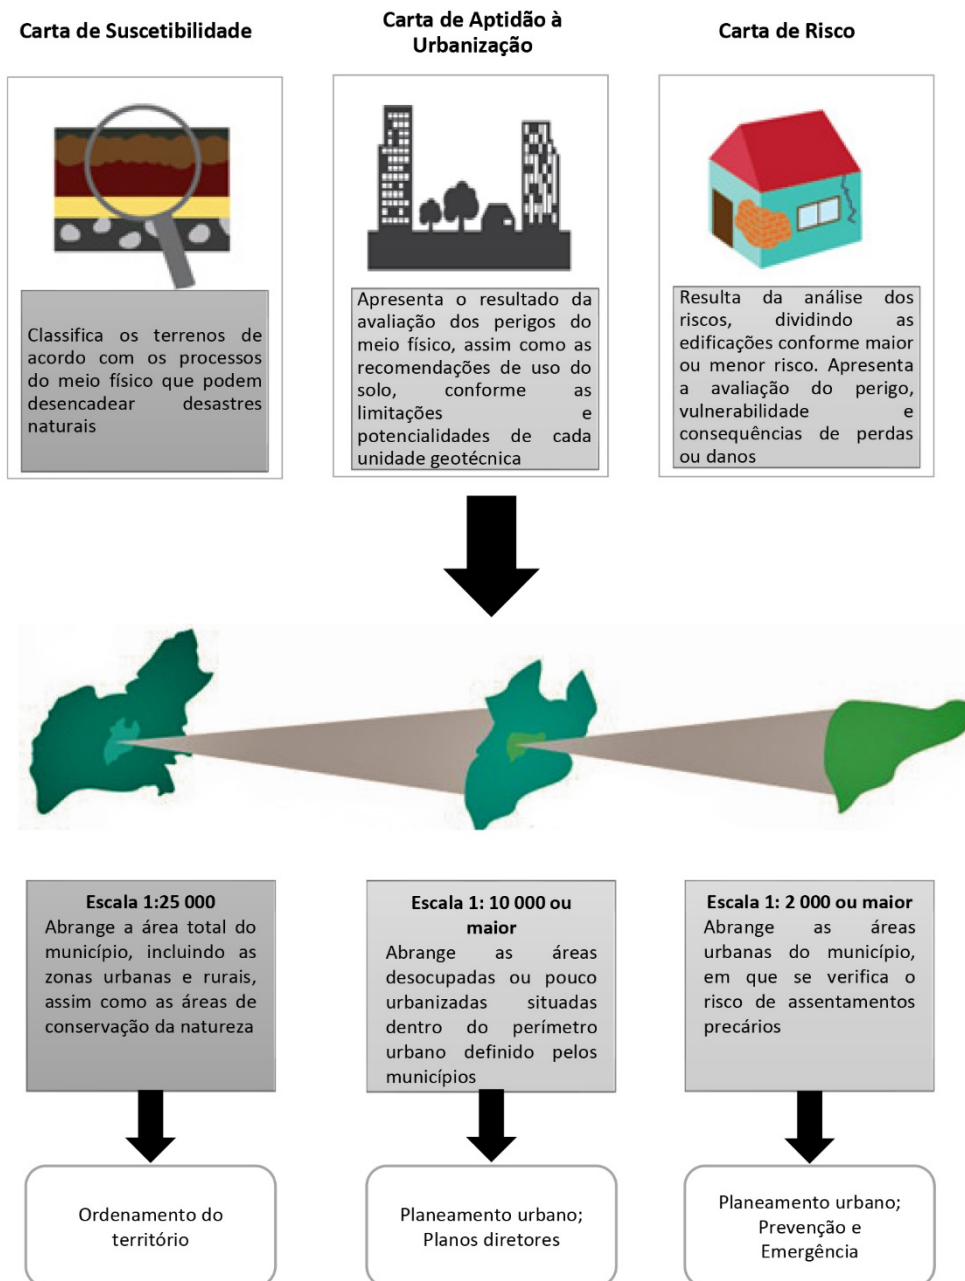 Carta de Suscetibilidade
Carta de Aptidão à
Urbanização
Carta de Risco
Classifica os terrenos de
acordo com os processos
do meio físico que podem
desencadear desastres
naturais
Apresenta o resultado da
avaliação dos perigos do
meio físico, assim como as
recomendações de uso do
solo, conforme as
limitações e
potencialidades de cada
unidade geotécnica
Resulta da análise dos
riscos, dividindo as
edificações conforme maior
ou menor risco. Apresenta
a avaliação do perigo,
vulnerabilidade e
consequências de perdas
ou danos
Escala 1:25 000
Abrange a área total do
município, incluindo as
zonas urbanas e rurais,
assim como as áreas de
conservação da natureza
Escala 1: 10 000 ou
maior
Abrange as áreas
desocupadas ou pouco
urbanizadas situadas
dentro do perímetro
urbano definido pelos
municípios
Escala 1: 2 000 ou maior
Abrange as áreas
urbanas do município,
em que se verifica o
risco de assentamentos
precários
Ordenamento do
território
Planeamento urbano;
Planos diretores
Planeamento urbano;
Prevenção e
Emergência